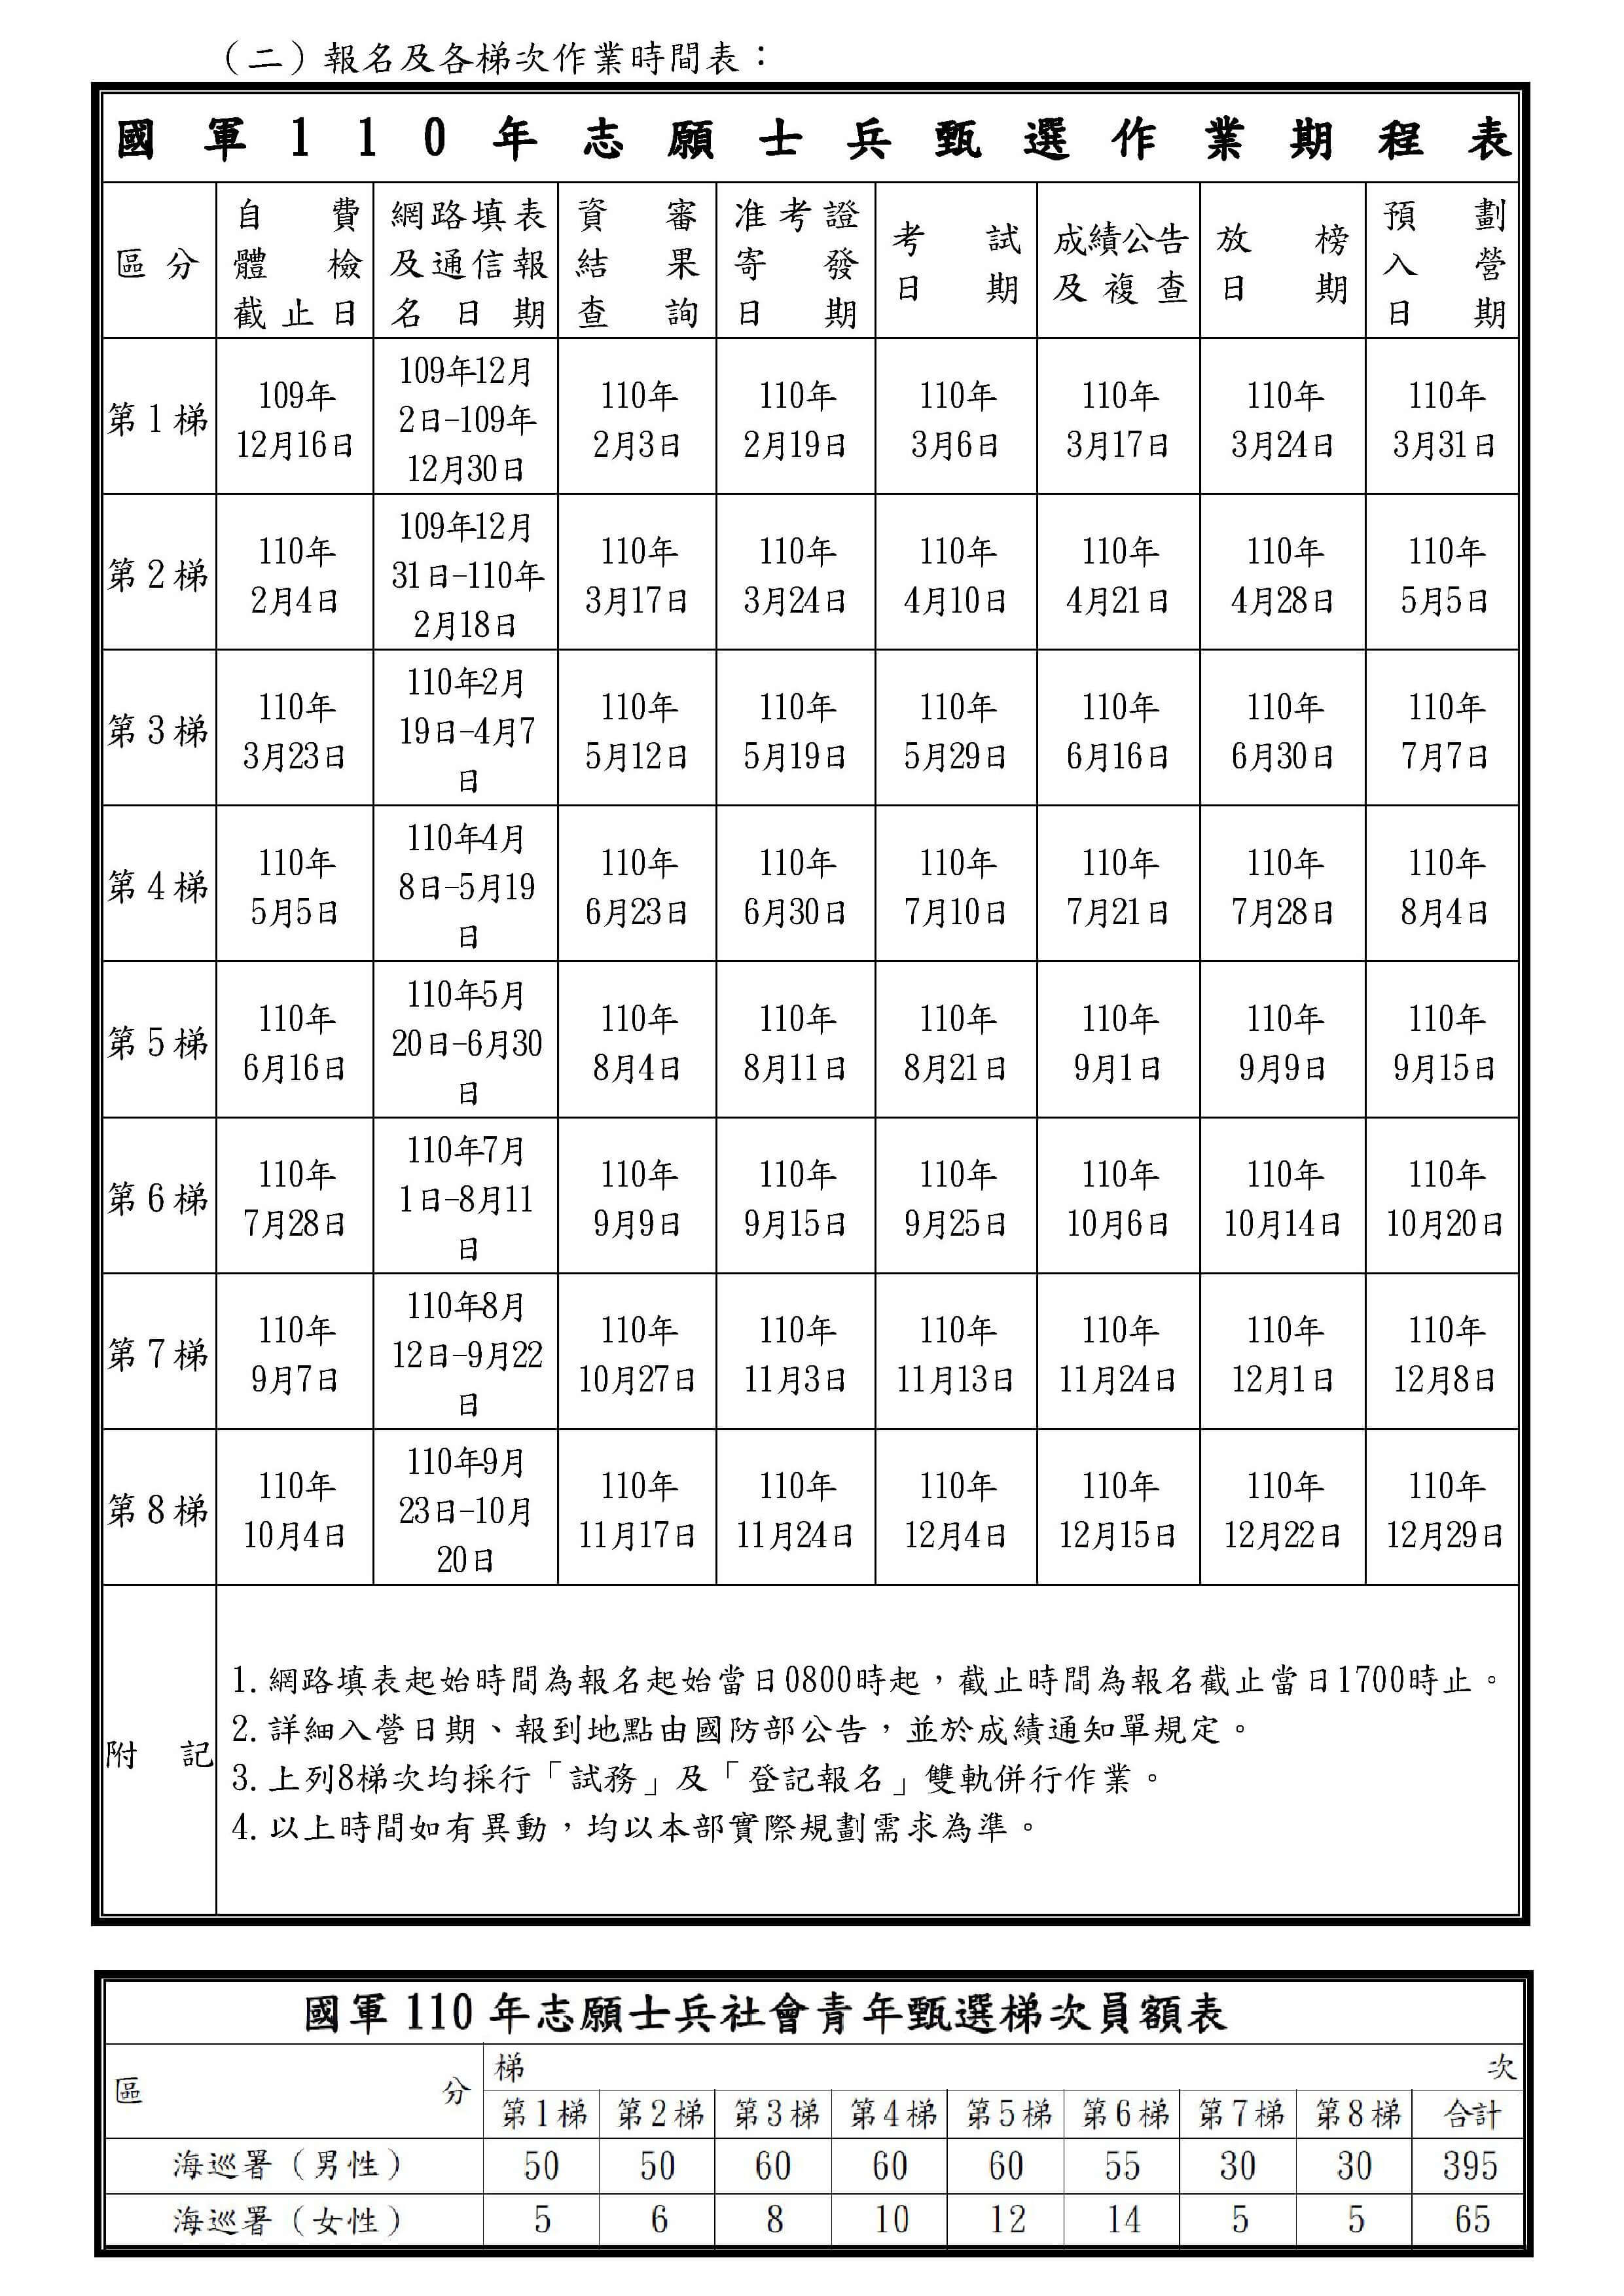 （二）報名及各梯次作業時間表：
國軍110年志願士兵甄選作業期程表
區分
自費
體檢
截止日
網路填表
及通信報
名日期
資審
結果
查詢
准考證
寄發
日期
考試
日期
成績公告
及複查
放榜
日期
預劃
入營
日期
第1梯
109年
12月16日
109年12月
2日-109年
12月30日
110年
2月3日
110年
2月19日
110年
3月6日
110年
3月17日
110年
3月24日
110年
3月31日
第2梯
110年
2月4日
109年12月
31日-110年
2月18日
110年
3月17日
110年
3月24日
110年
4月10日
110年
4月21日
110年
4月28日
110年
5月5日
第3梯
110年
3月23日
110年2月
19日-4月7
日
110年
5月12日
110年
5月19日
110年
5月29日
110年
6月16日
110年
6月30日
110年
7月7日
第4梯
110年
5月5日
110年4月
8日-5月19
日
110年
6月23日
110年
6月30日
110年
7月10日
110年
7月21日
110年
7月28日
110年
8月4日
第5梯
110年
6月16日
110年5月
20日-6月30
日
110年
8月4日
110年
8月11日
110年
8月21日
110年
9月1日
110年
9月9日
110年
9月15日
第6梯
110年
7月28日
110年7月
1日-8月11
日
110年
9月9日
110年
9月15日
110年
9月25日
110年
10月6日
110年
10月14日
110年
10月20日
第7梯
110年
9月7日
110年8月
12日-9月22
日
110年
10月27日
110年
11月3日
110年
11月13日
110年
11月24日
110年
12月1日
110年
12月8日
第8梯
110年
10月4日
110年9月
23日-10月
20日
110年
11月17日
110年
11月24日
110年
12月4日
110年
12月15日
110年
12月22日
110年
12月29日
附記
1.網路填表起始時間為報名起始當日0800時起，截止時間為報名截止當日1700時止。
2.詳細入營日期、報到地點由國防部公告，並於成績通知單規定。
3.上列8梯次均採行「試務」及「登記報名」雙軌併行作業。
4.以上時間如有異動，均以本部實際規劃需求為準。
國軍110年志願士兵社會青年甄選梯次員額表
區分
梯次
第1梯 第2梯 第3梯 第4梯 第5梯 第6梯 第7梯 第8梯 合計
海巡署（男性） 50 50 60 60 60 55 30 30 395
海巡署（女性） 5 6 8 10 12 14 5 5 65